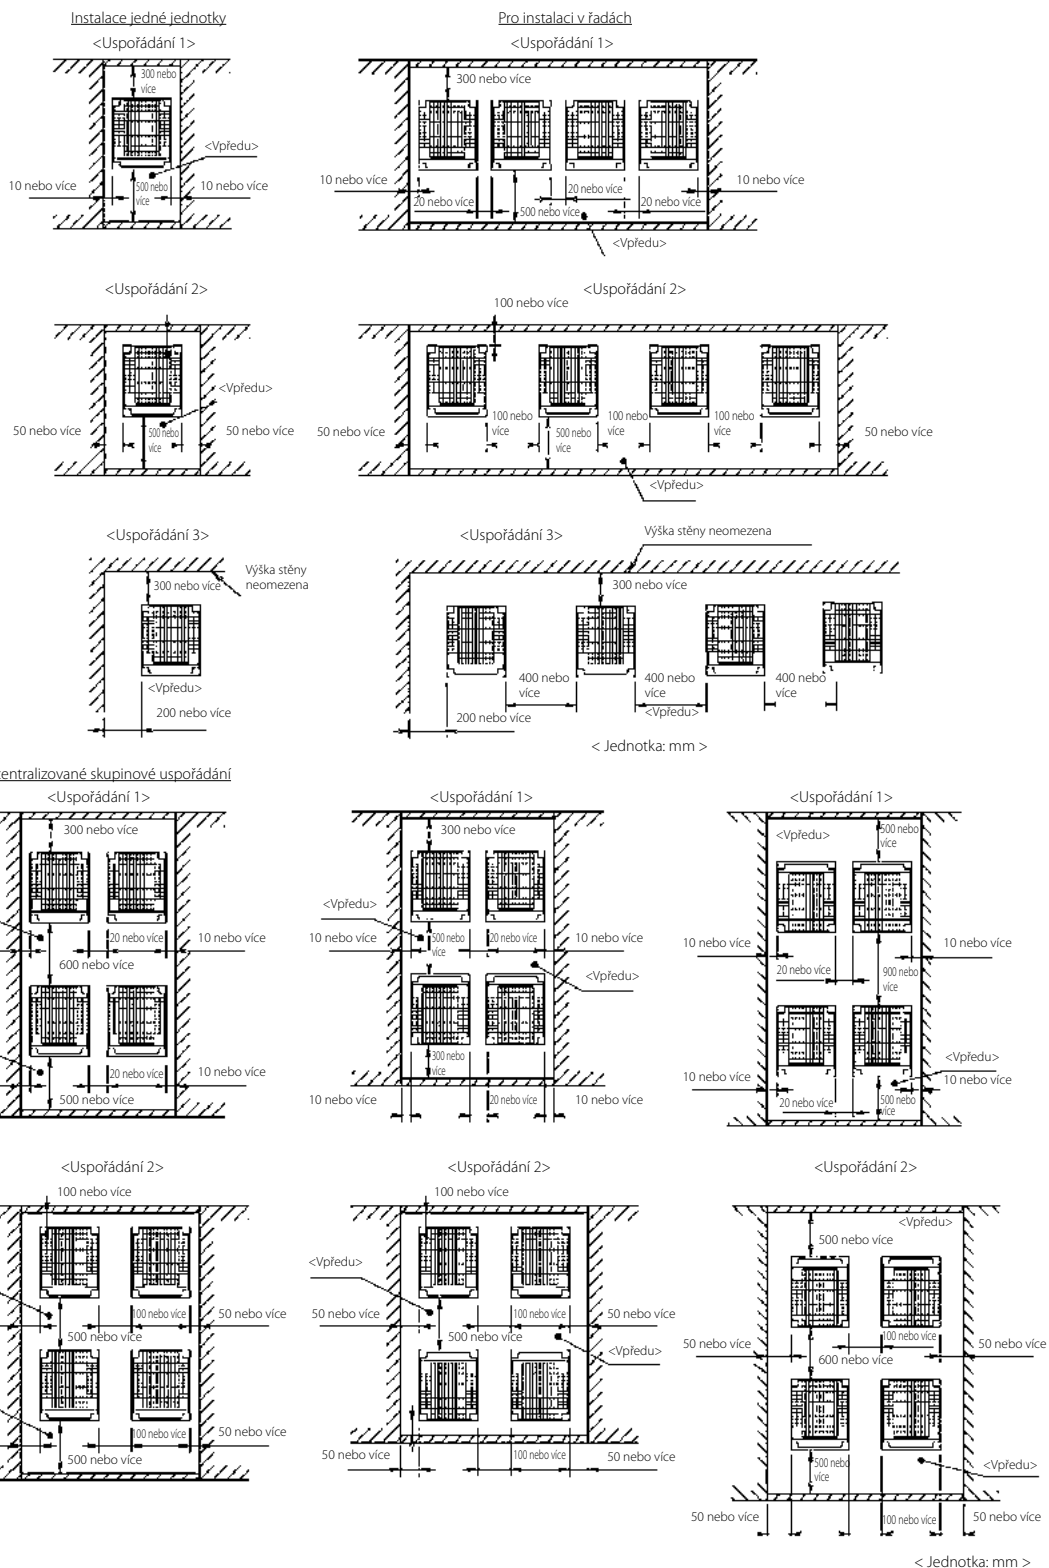 Instalace jedné jednotky
<Uspořádání 1>
300 nebo
více
<Vpředu>
10 nebo více
500 nebo
více
10 nebo více
Pro instalaci v řadách
<Uspořádání 1>
300 nebo více
10 nebo více
20 nebo více
500 nebo více
20 nebo více
20 nebo více
10 nebo více
<Vpředu>
<Uspořádání 2>
<Vpředu>
50 nebo více
500 nebo
více
50 nebo více
<Uspořádání 2>
100 nebo více
50 nebo více
100 nebo
více
500 nebo
více
100 nebo
více
100 nebo
více
50 nebo více
<Vpředu>
<Uspořádání 3>
Výška stěny
neomezena
300 nebo více
<Vpředu>
200 nebo více
<Uspořádání 3>
Výška stěny neomezena
300 nebo více
400 nebo
více
400 nebo
více
400 nebo
více
<Vpředu>
200 nebo více
< Jednotka: mm >
entralizované skupinové uspořádání
<Uspořádání 1>
300 nebo více
20 nebo více
10 nebo více
600 nebo více
20 nebo více
10 nebo více
500 nebo více
<Uspořádání 1>
300 nebo více
<Vpředu>
10 nebo více
500 nebo
více
20 nebo více
10 nebo více
<Vpředu>
300 nebo
více
10 nebo více
20 nebo více
10 nebo více
<Uspořádání 1>
<Vpředu>
500 nebo
více
10 nebo více
10 nebo více
20 nebo více
900 nebo
více
<Vpředu>
10 nebo více
10 nebo více
20 nebo více
500 nebo
více
<Uspořádání 2>
100 nebo více
100 nebo více
50 nebo více
500 nebo více
100 nebo více
50 nebo více
500 nebo více
<Uspořádání 2>
100 nebo více
<Vpředu>
50 nebo více
100 nebo více
50 nebo více
500 nebo více
<Vpředu>
50 nebo více
100 nebo více
50 nebo více
<Uspořádání 2>
<Vpředu>
500 nebo více
100 nebo více
50 nebo více
50 nebo více
600 nebo více
500 nebo
více
<Vpředu>
50 nebo více
100 nebo více
50 nebo více
< Jednotka: mm >